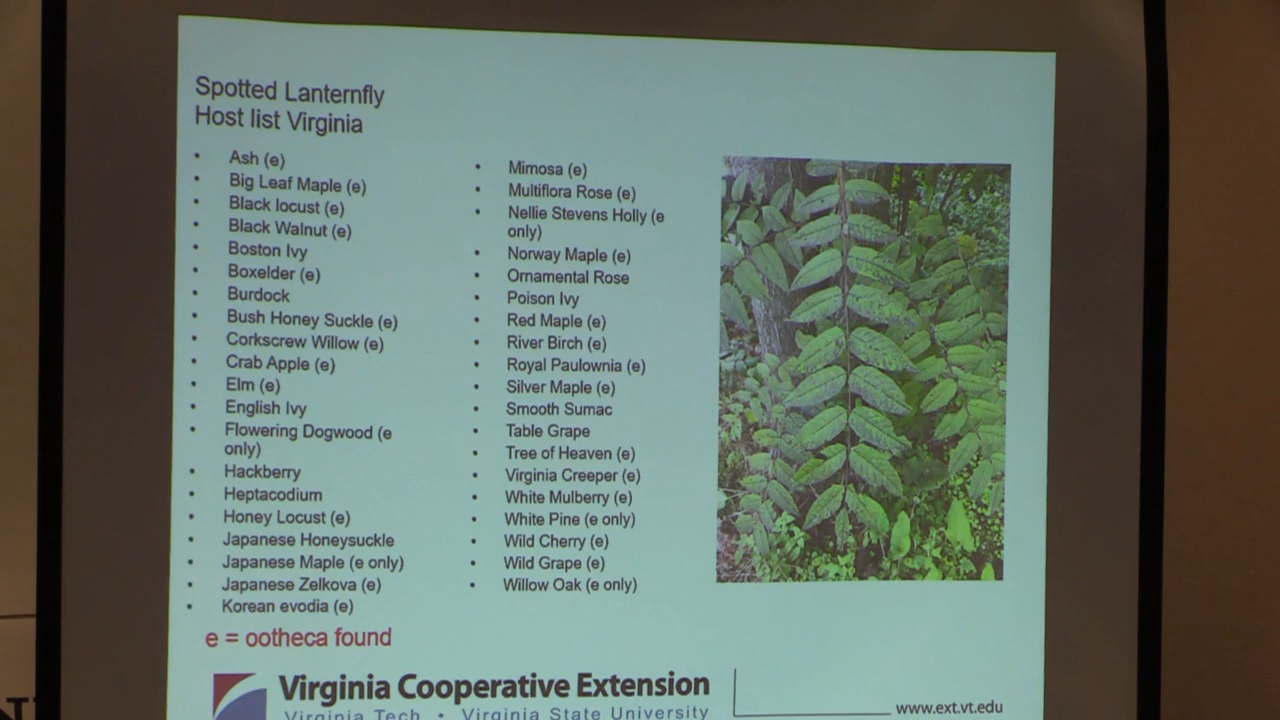 Spotted Lanternfly
Host list Virginia
• Ash (e)
• Big Leaf Maple (e)
• Black locust (e)
• Black Walnut (e)
• Boston Ivy
• Boxelder (e)
• Burdock
• Bush Honey Suckle (e)
• Corkscrew Willow (e)
• Crab Apple (e)
• Elm (e)
• English Ivy
• Flowering Dogwood (e
only)
• Hackberry
• Heptacodium
• Honey Locust (e)
• Japanese Honeysuckle
• Japanese Maple (e only)
• Japanese Zelkova (e)
• Korean evodia (e)
• Mimosa (e)
• Multiflora Rose (e)
• Nellie Stevens Holly (e
only)
• Norway Maple (e)
• Ornamental Rose
• Poison Ivy
• Red Maple (e)
• River Birch (e)
• Royal Paulownia (e)
• Silver Maple (e)
• Smooth Sumac
• Table Grape
• Tree of Heaven (e)
• Virginia Creeper (e)
• White Mulberry (e)
• White Pine (e only)
• Wild Cherry (e)
• Wild Grape (e)
• Willow Oak (e only)
e = ootheca found
Virginia Cooperative Extension
Virginia Tech • Virginia State University
www.ext.vt.edu